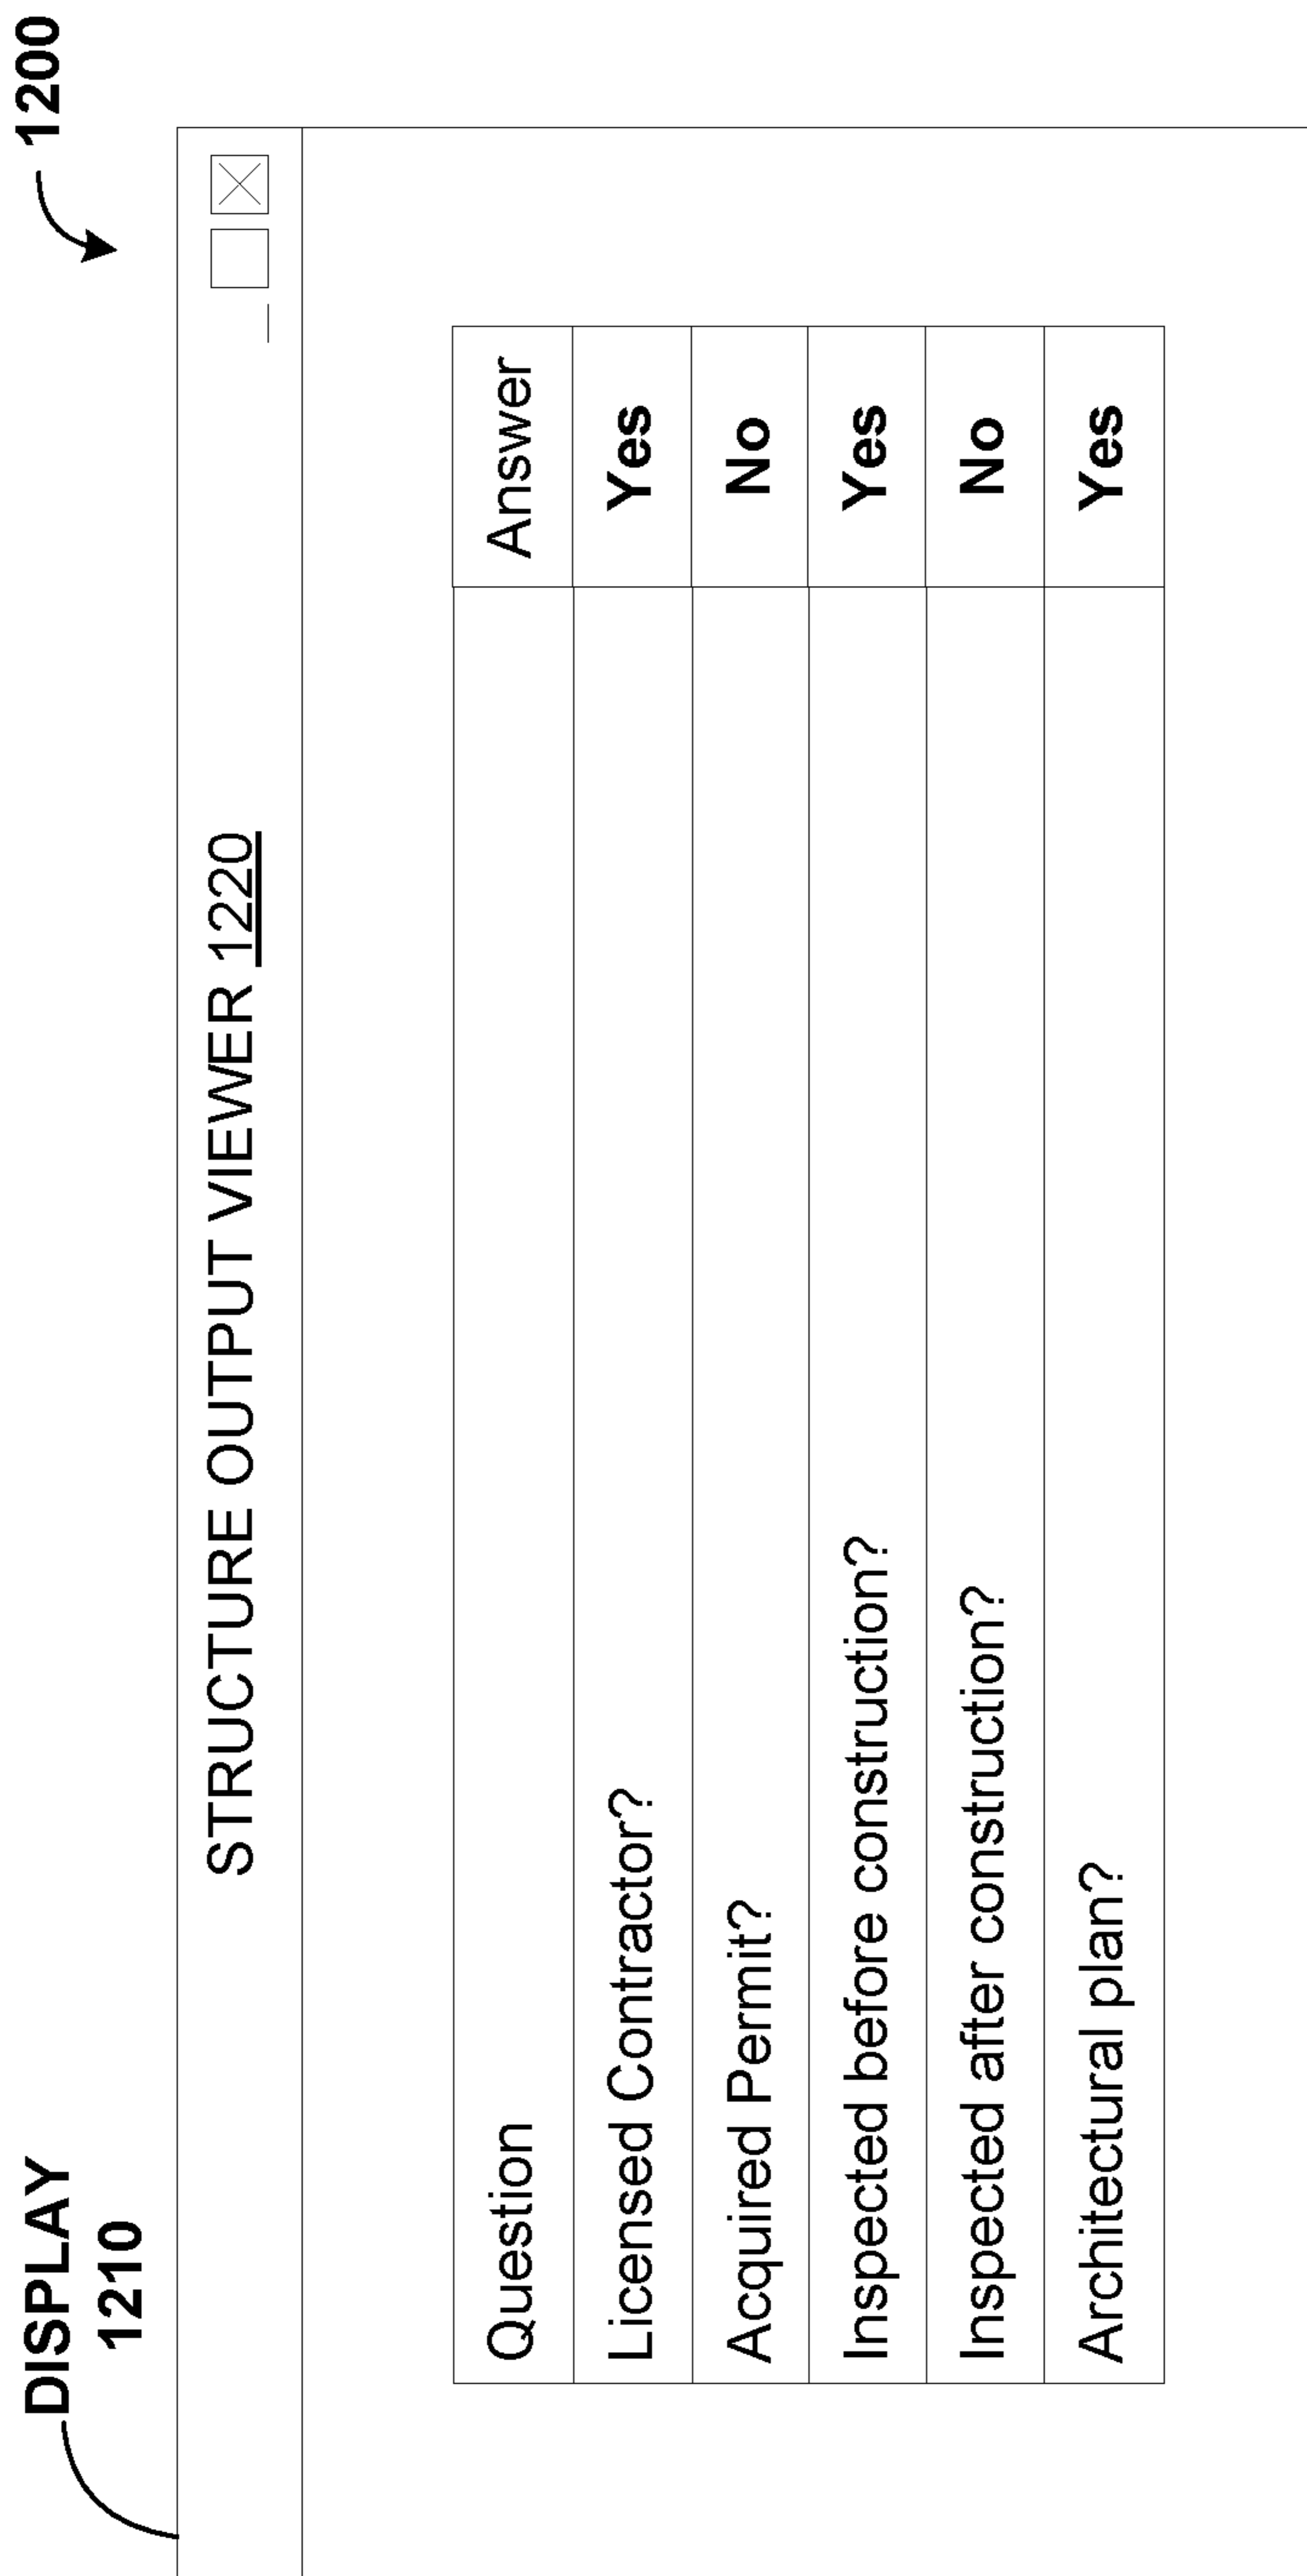 1200
DISPLAY
1210
STRUCTURE OUTPUT VIEWER 1220
Question Answer
Licensed Contractor? Yes
Acquired Permit? No
Inspected before construction? Yes
Inspected after construction? No
Architectural plan? Yes